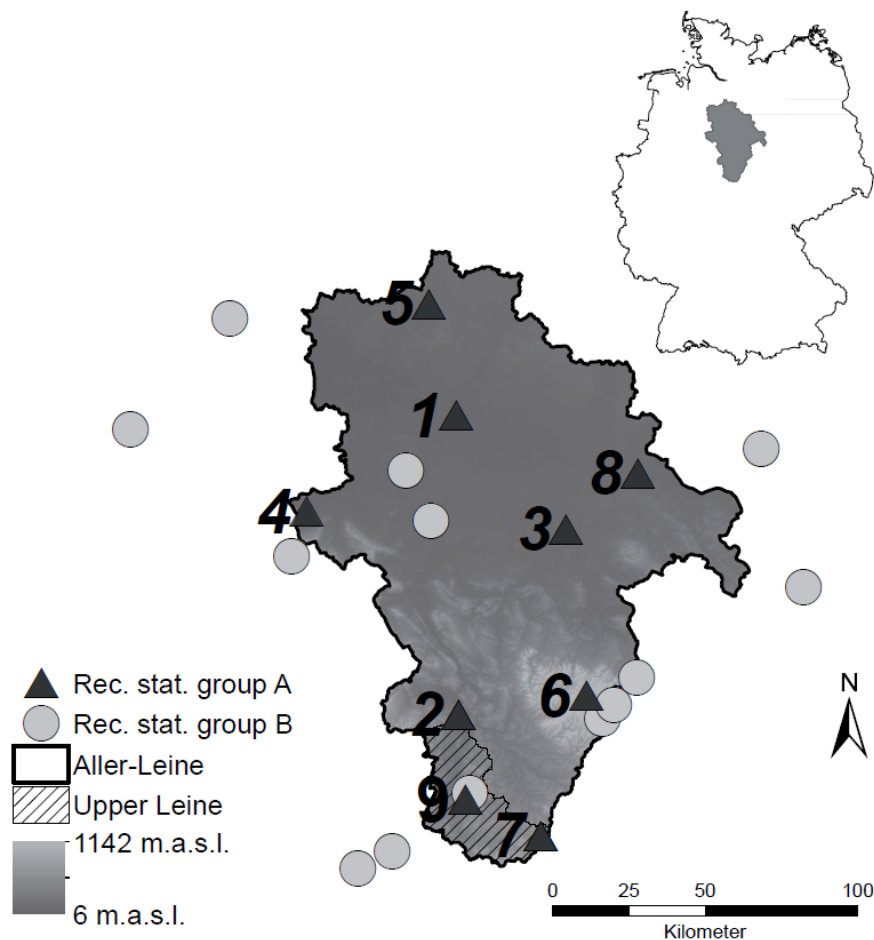 5
1
8
4
3
6
2
9
7
Rec. stat. group A
Rec. stat. group B
Aller-Leine
Upper Leine
1142 m.a.s.l.
6 m.a.s.l.
N
0 25 50 100
Kilometer